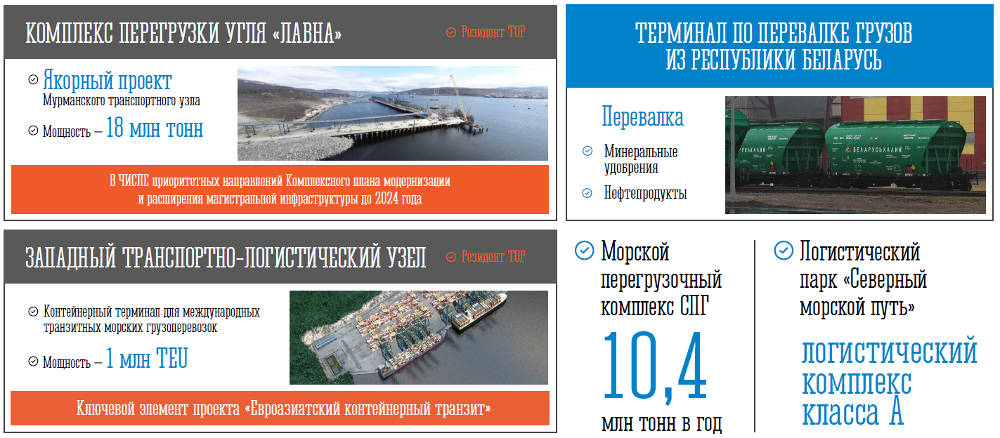 КОМПЛЕКС ПЕРЕГРУЗКИ УГЛЯ «ЛАВНА»
Резидент ТОР
Якорный проект
Мурманского транспортного узла
Мощность – 18 млн тонн
В ЧИСЛЕ приоритетных направлений Комплексного плана модернизации
и расширения магистральной инфраструктуры до 2024 года
ТЕРМИНАЛ ПО ПЕРЕВАЛКЕ ГРУЗОВ
ИЗ РЕСПУБЛИКИ БЕЛАРУСЬ
Перевалка
Минеральные
удобрения
Нефтепродукты
БЕЛАРУСЬКАЛИЙ
ЗАПАДНЫЙ ТРАНСПОРТНО-ЛОГИСТИЧЕСКИЙ УЗЕЛ
Резидент ТОР
Контейнерный терминал для международных
транзитных морских грузоперевозок
Мощность – 1 млн TEU
Ключевой элемент проекта «Евроазиатский контейнерный транзит»
Морской
перегрузочный
комплекс СПГ
10,4
млн тонн в год
Логистический
парк «Северный
морской путь»
логистический
комплекс
класса А